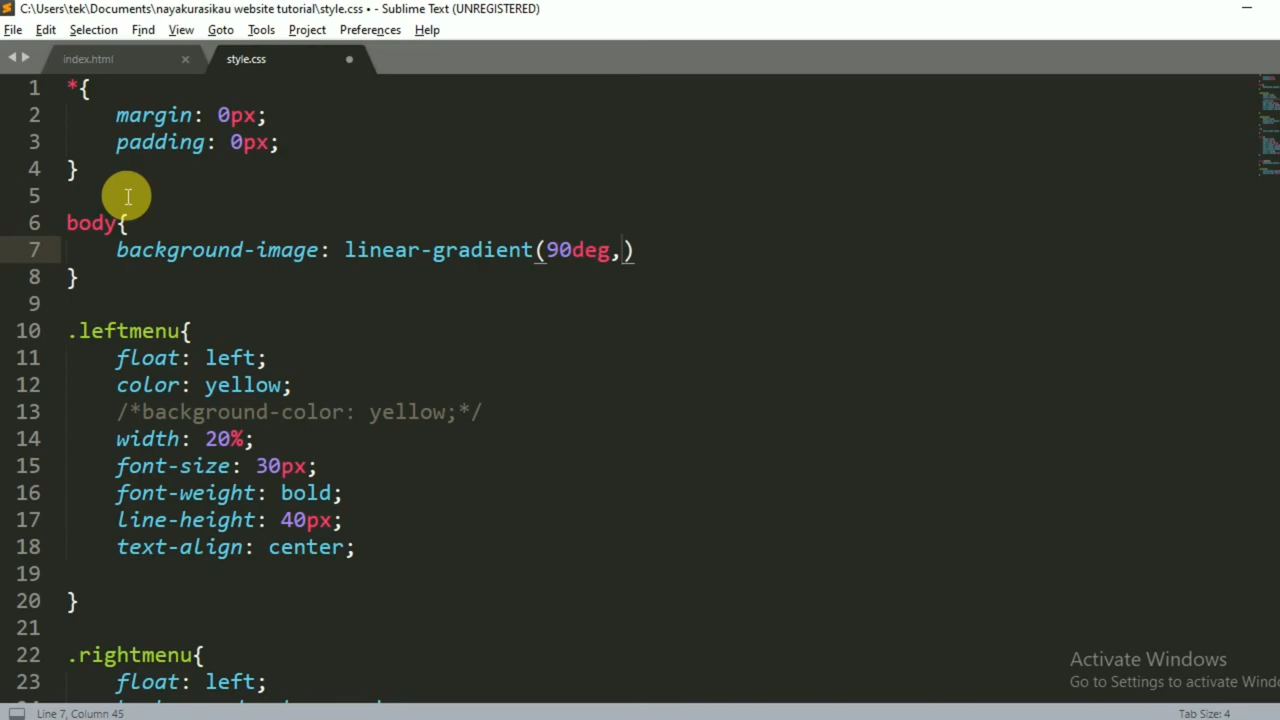 C:\Users\tek\Documents\nayakurasikau website tutorial\style.css • - Sublime Text (UNREGISTERED)
File Edit Selection Find View Goto Tools Project Preferences Help
index.html × style.css
1 *{
2 margin: 0px;
3 padding: 0px;
4 }
5
6 body{
7 background-image: linear-gradient(90deg,)
8 }
9
10 .leftmenu{
11 float: left;
12 color: yellow;
13 /*background-color: yellow;*/
14 width: 20%;
15 font-size: 30px;
16 font-weight: bold;
17 line-height: 40px;
18 text-align: center;
19
20 }
21
22 .rightmenu{
23 float: left;
Activate Windows
Go to Settings to activate Wind
Line 7, Column 45 Tab Size: 4